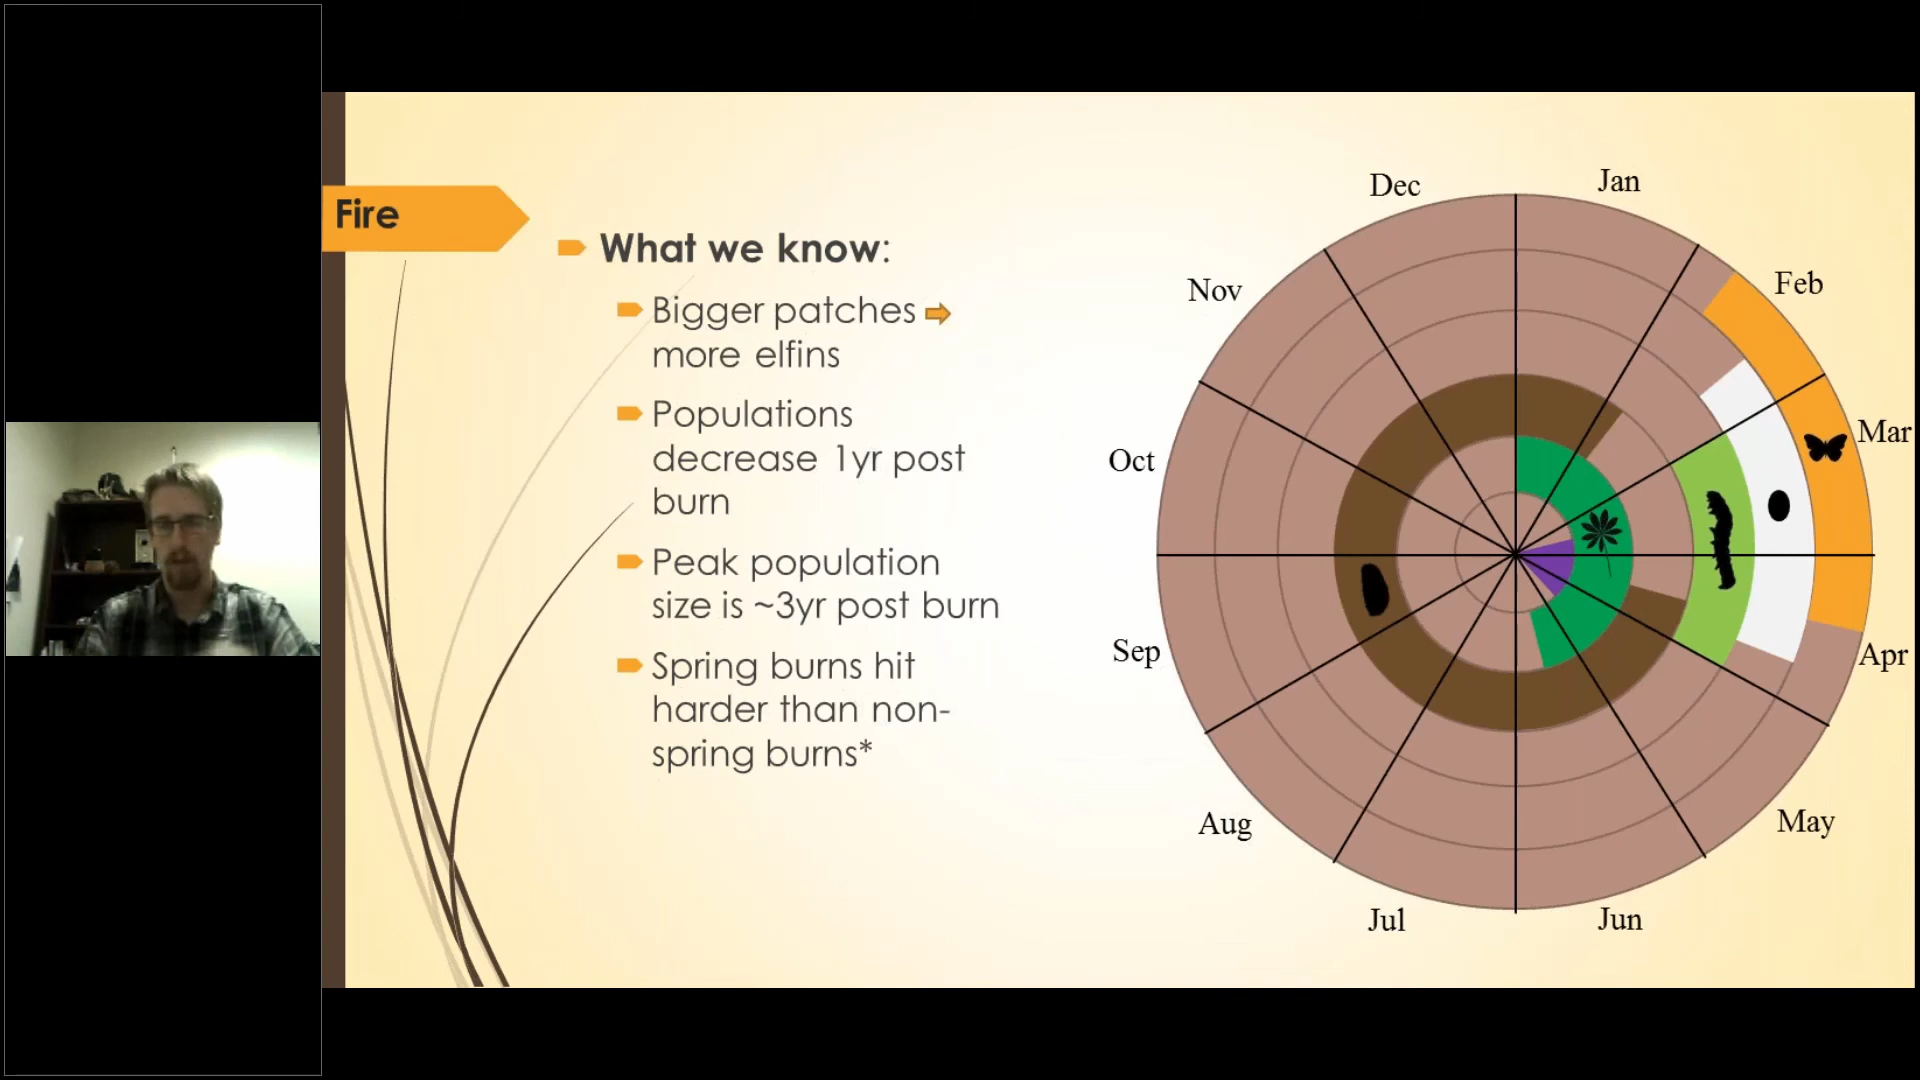 Fire
What we know:
Bigger patches
more elfins
Populations
decrease 1yr post
burn
Peak population
size is ~3yr post burn
Spring burns hit
harder than non-
spring burns*
Dec
Jan
Nov
Feb
Oct
Mar
Sep
Apr
Aug
May
Jul
Jun